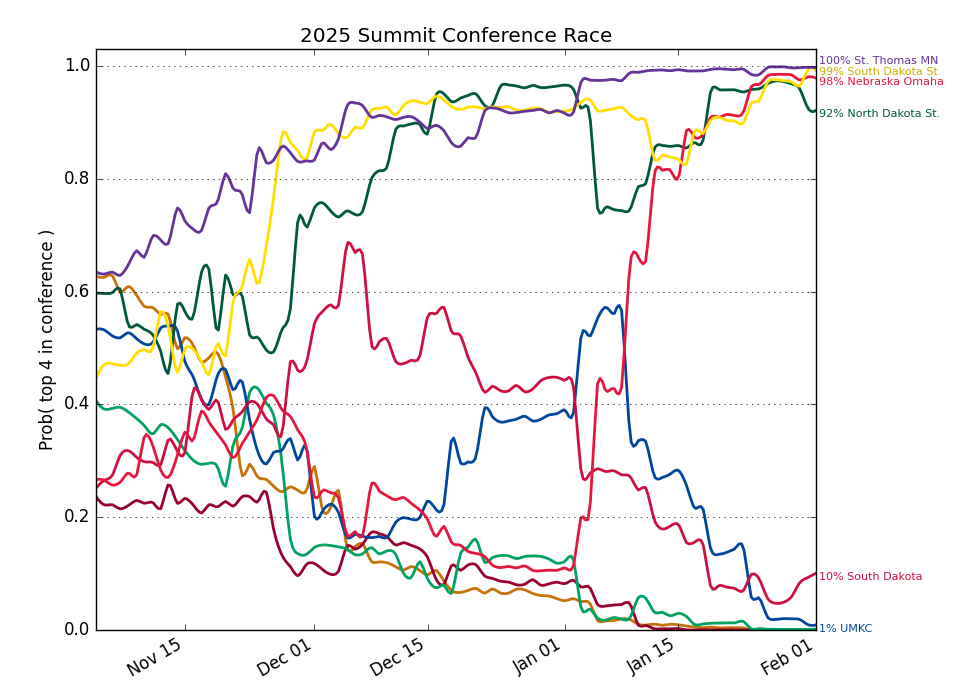 2025 Summit Conference Race
Prob( top 4 in conference )
1.0
0.8
0.6
0.4
0.2
0.0
Nov 15
Dec 01
Dec 15
Jan 01
Jan 15
Feb 01
100% St. Thomas MN
99% South Dakota St.
98% Nebraska Omaha
92% North Dakota St.
10% South Dakota
1% UMKC